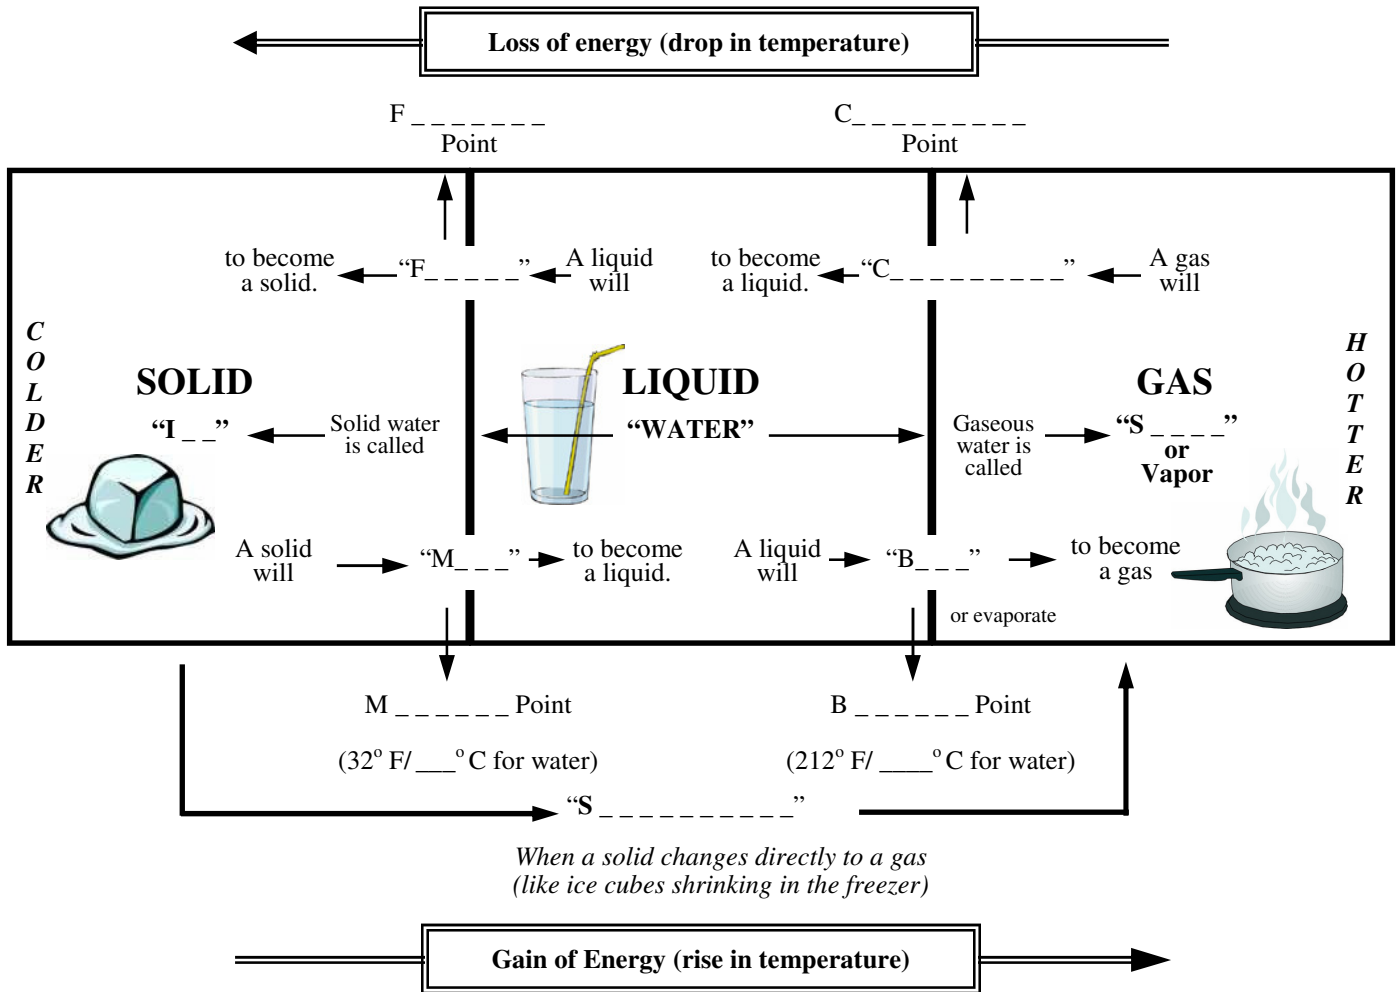 Loss of energy (drop in temperature)
F _ _ _ _ _ _ _
Point
C_ _ _ _ _ _ _ _ _
Point
to become
a solid.
“F_ _ _ _ _”
A liquid
will
to become
a liquid.
“C_ _ _ _ _ _ _ _ _”
A gas
will
C
O
L
D
E
R
SOLID
“I _ _”
Solid water
is called
LIQUID
“WATER”
Gaseous
water is
called
GAS
“S _ _ _ _”
or
Vapor
H
O
T
T
E
R
A solid
will
“M_ _ _”
to become
a liquid.
A liquid
will
“B_ _ _”
to become
a gas
or evaporate
M _ _ _ _ _ _ Point
(32° F/ ___° C for water)
B _ _ _ _ _ _ Point
(212° F/ ____° C for water)
“S _ _ _ _ _ _ _ _ _ _”
When a solid changes directly to a gas
(like ice cubes shrinking in the freezer)
Gain of Energy (rise in temperature)